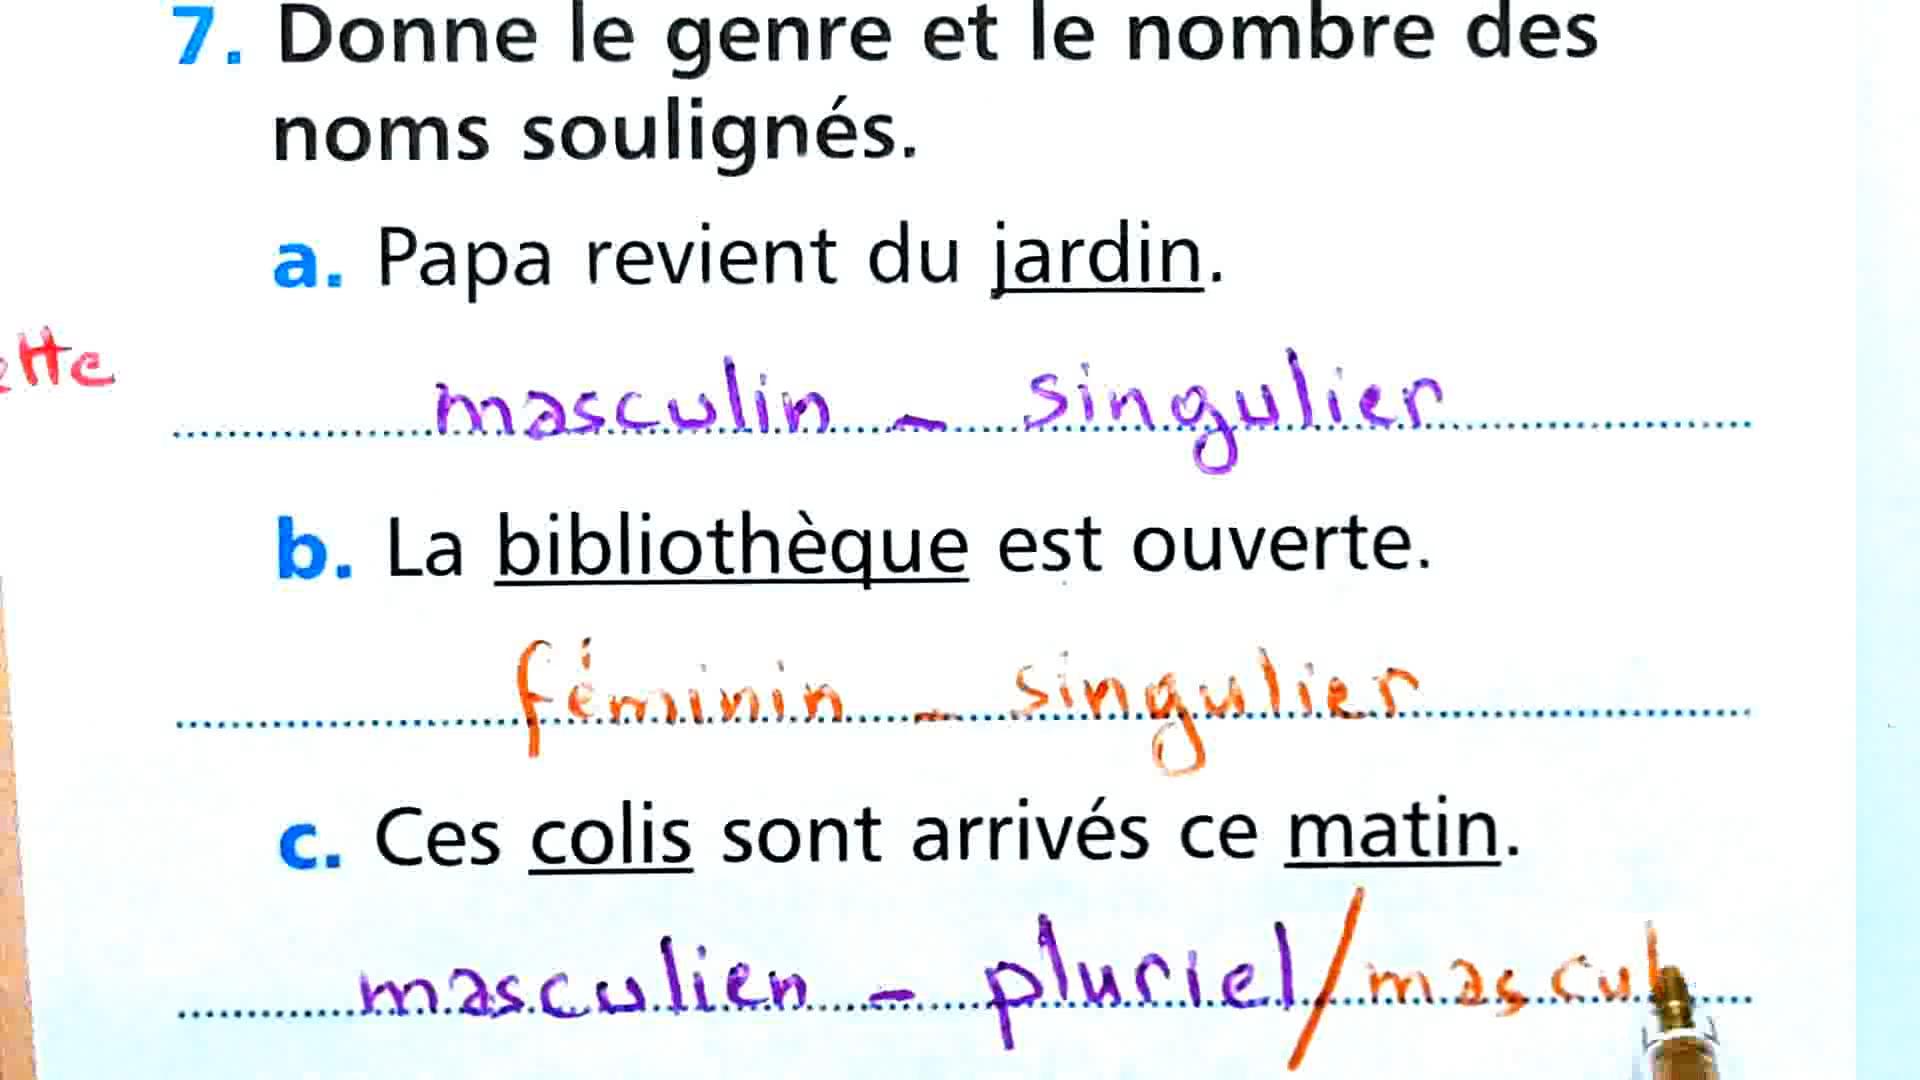 7. Donne le genre et le nombre des
noms soulignés.
a. Papa revient du jardin.
ette
masculin - singulier
b. La bibliothèque est ouverte.
féminin - singulier
c. Ces colis sont arrivés ce matin.
masculien - pluriel/mascul